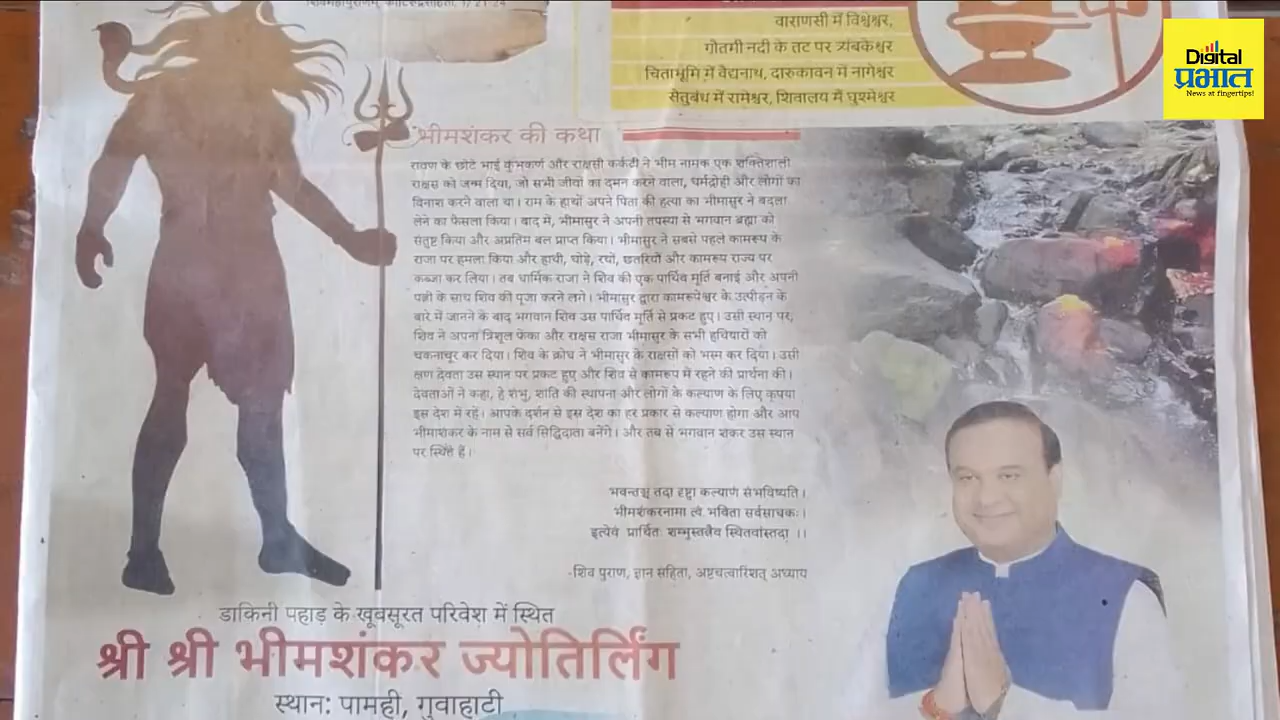 शिवमहापुराणम्, कोटिरुद्रसंहिता, 1/ 21-24
वाराणसी में विश्वेश्वर,
गोतमी नदी के तट पर त्र्यंबकेश्वर
चिताभूमि में वैद्यनाथ, दारुकावन में नागेश्वर
सेतुबंध में रामेश्वर, शिवालय में घुश्मेश्वर
Digital
प्रभात
News at fingertips!
भीमशंकर की कथा
रावण के छोटे भाई कुंभकर्ण और राक्षसी कर्कटी ने भीम नामक एक शक्तिशाली
राक्षस को जन्म दिया, जो सभी जीवों का दमन करने वाला, धर्मद्रोही और लोगों का
विनाश करने वाला था। राम के हाथों अपने पिता की हत्या का भीमासुर ने बदला
लेने का फैसला किया। बाद में, भीमासुर ने अपनी तपस्या से भगवान ब्रह्मा को
संतुष्ट किया और अप्रतिम बल प्राप्त किया। भीमासुर ने सबसे पहले कामरूप के
राजा पर हमला किया और हाथी, घोड़े, रथों, छतरियों और कामरूप राज्य पर
कब्जा कर लिया। तब धार्मिक राजा ने शिव की एक पार्थिव मूर्ति बनाई और अपनी
पत्नी के साथ शिव की पूजा करने लगे। भीमासुर द्वारा कामरूपेश्वर के उत्पीड़न के
बारे में जानने के बाद भगवान शिव उस पार्थिव मूर्ति से प्रकट हुए। उसी स्थान पर,
शिव ने अपना त्रिशूल फेंका और राक्षस राजा भीमासुर के सभी हथियारों को
चकनाचूर कर दिया। शिव के क्रोध ने भीमासुर के राक्षसों को भस्म कर दिया। उसी
क्षण देवता उस स्थान पर प्रकट हुए और शिव से कामरूप में रहने की प्रार्थना की।
देवताओं ने कहा, हे शंभु, शांति की स्थापना और लोगों के कल्याण के लिए कृपया
इस देश में रहें। आपके दर्शन से इस देश का हर प्रकार से कल्याण होगा और आप
भीमाशंकर के नाम से सर्व सिद्धिदाता बनेंगे। और तब से भगवान शंकर उस स्थान
पर स्थित हैं।
भवन्तञ्च तदा दृष्ट्वा कल्याणं संभविष्यति।
भीमशंकरनामा त्वं भविता सर्वसाधकः।
इत्येवं प्रार्थितः शम्भुस्तत्रैव स्थितवांस्तदा ।।
-शिव पुराण, ज्ञान संहिता, अष्टचत्वारिंशत् अध्याय
डाकिनी पहाड़ के खूबसूरत परिवेश में स्थित
श्री श्री भीमशंकर ज्योतिर्लिंग
स्थान: पामही, गुवाहाटी